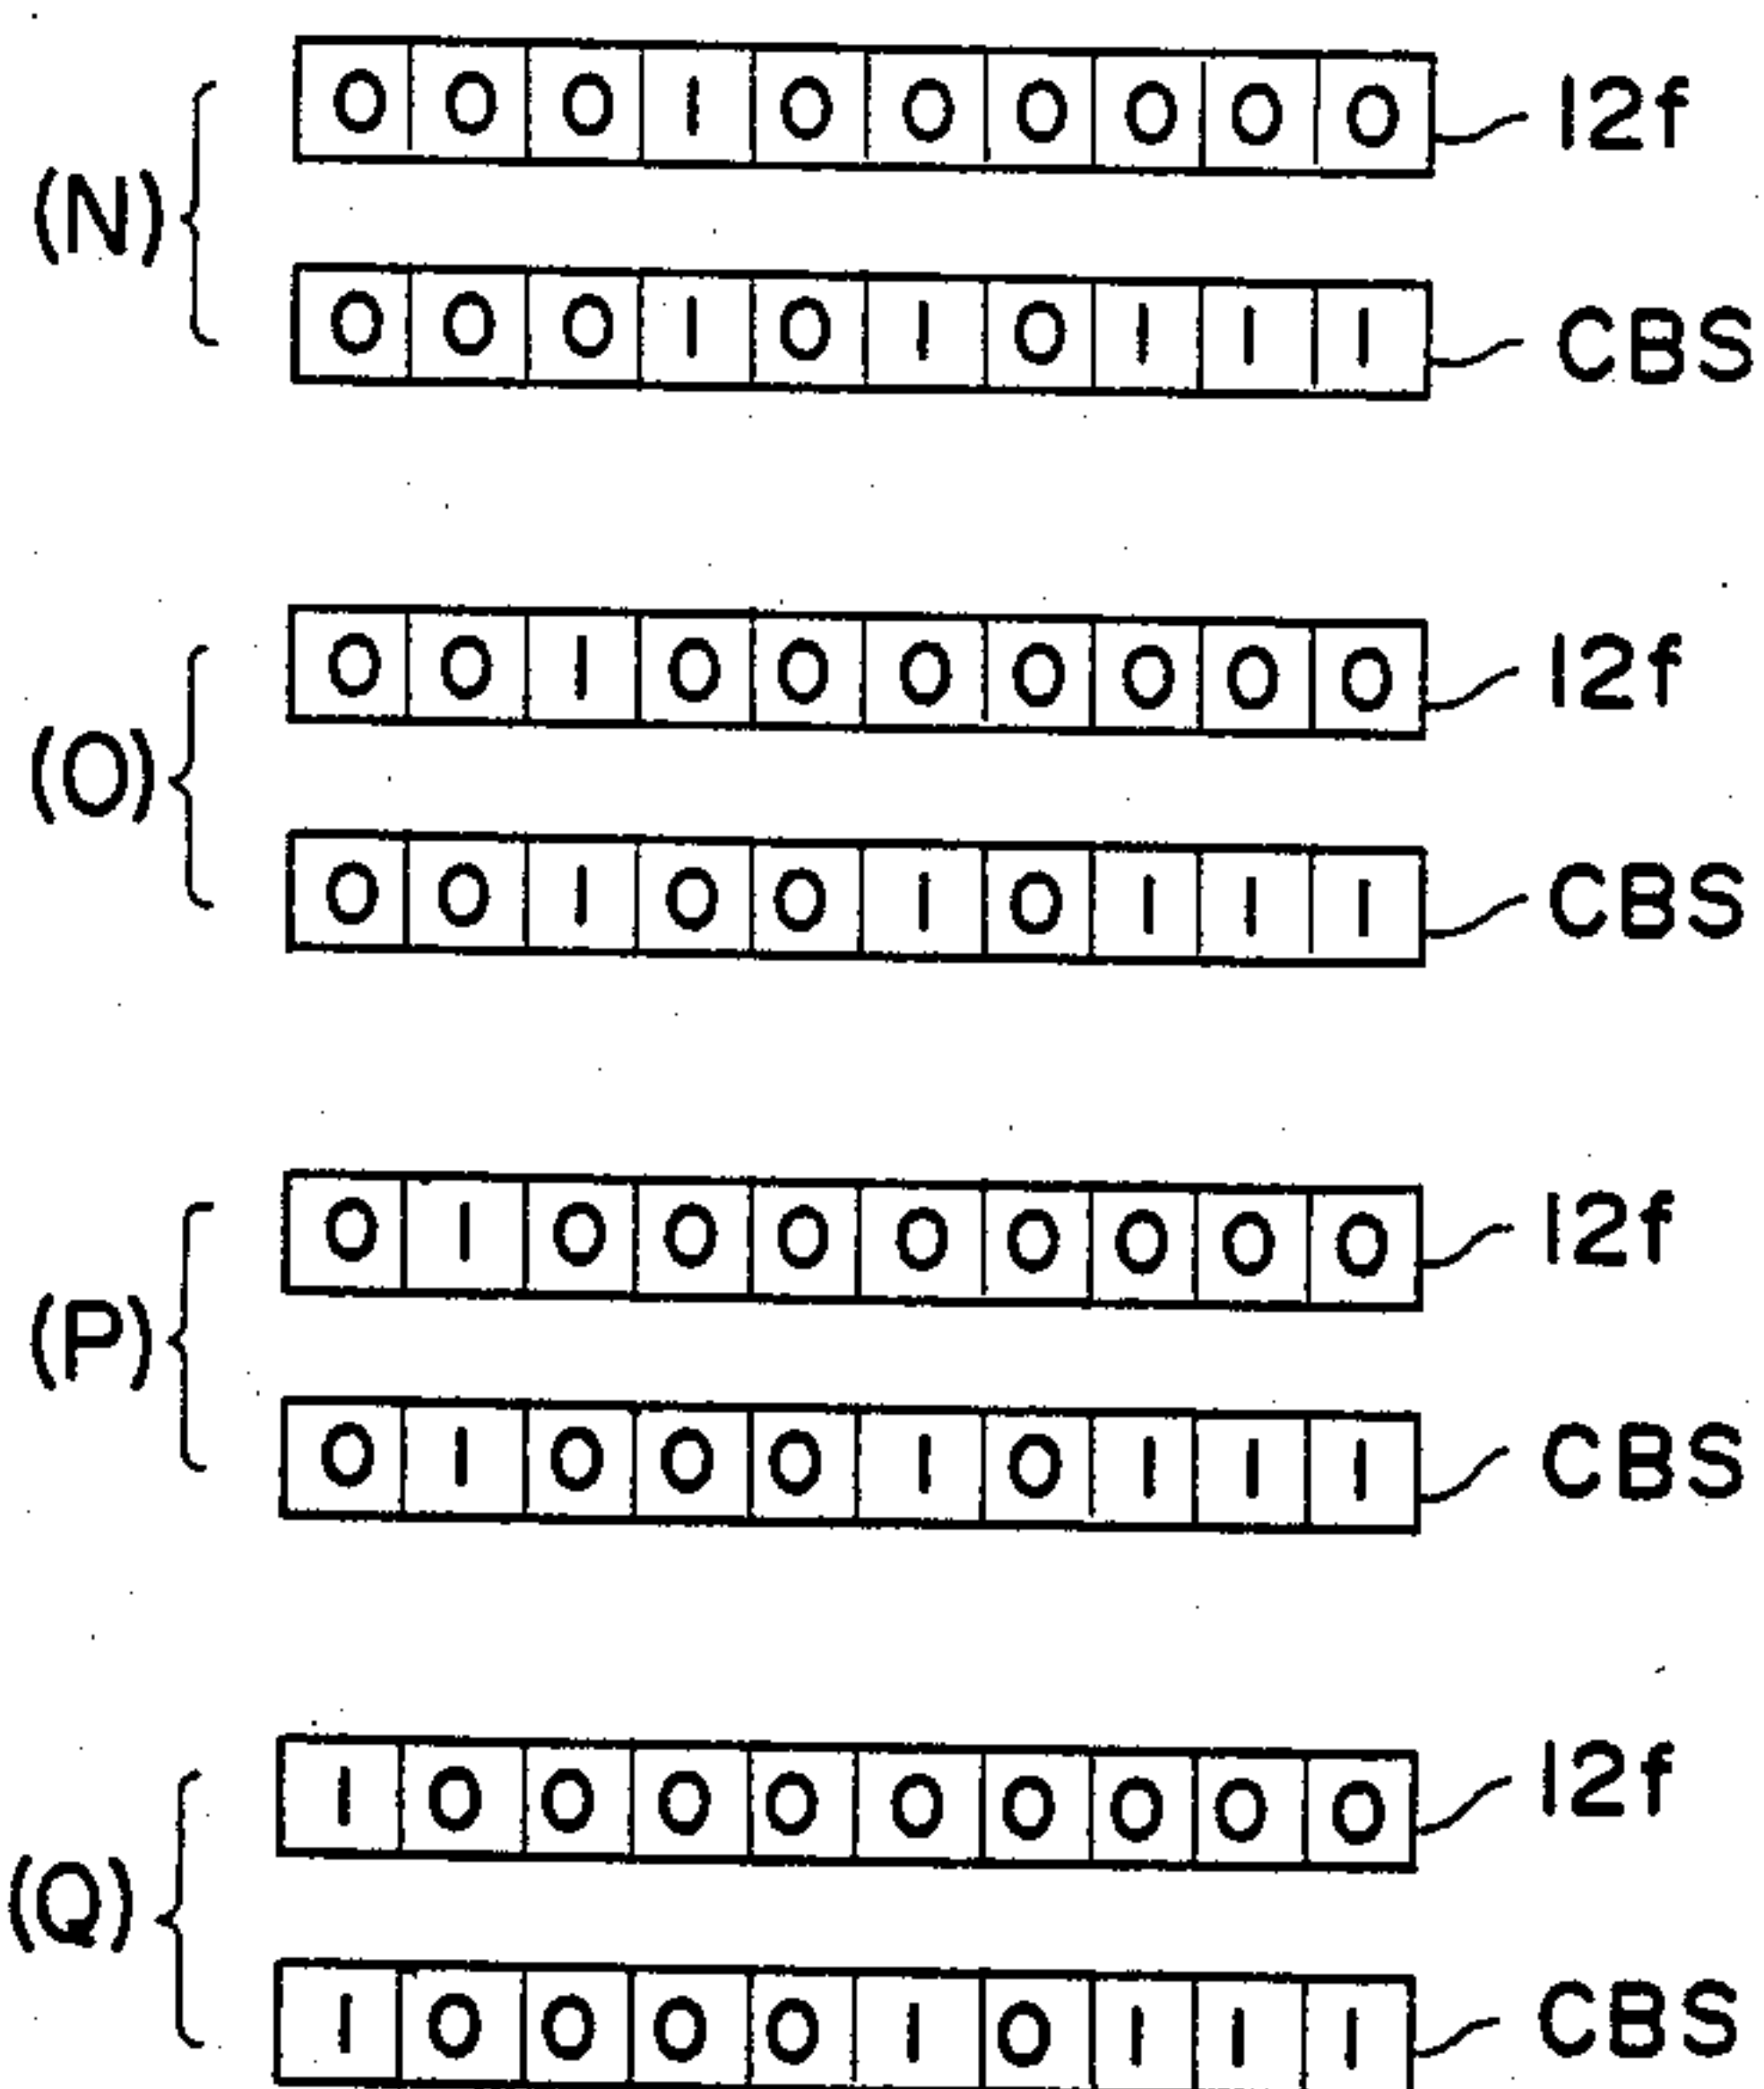 0 0 0 1 0 0 0 0 0 0 12f
(N)
0 0 0 1 0 1 0 1 1 1 CBS
0 0 1 0 0 0 0 0 0 0 12f
(O)
0 0 1 0 0 1 0 1 1 1 CBS
0 1 0 0 0 0 0 0 0 0 12f
(P)
0 1 0 0 0 1 0 1 1 1 CBS
1 0 0 0 0 0 0 0 0 0 12f
(Q)
1 0 0 0 0 1 0 1 1 1 CBS